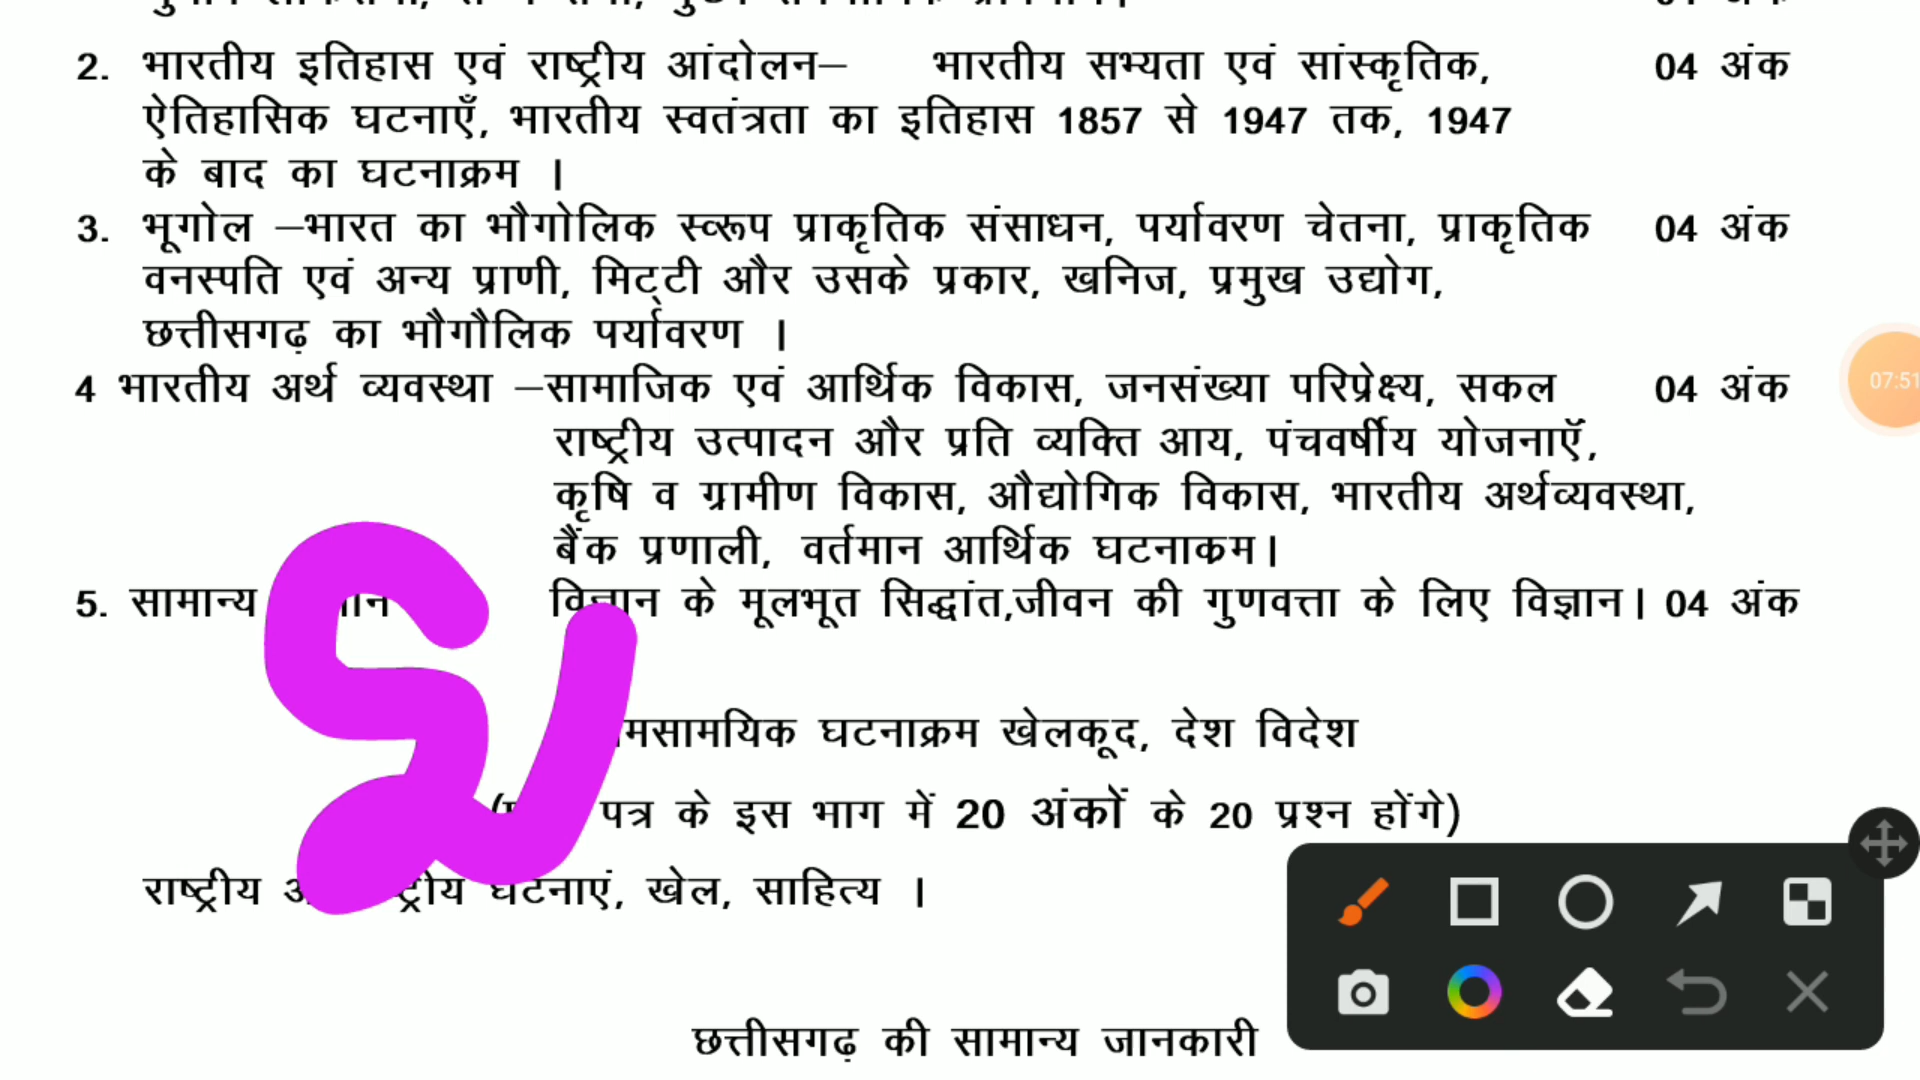 2. भारतीय इतिहास एवं राष्ट्रीय आंदोलन– भारतीय सभ्यता एवं सांस्कृतिक, 04 अंक
ऐतिहासिक घटनाएँ, भारतीय स्वतंत्रता का इतिहास 1857 से 1947 तक, 1947
के बाद का घटनाक्रम ।
3. भूगोल –भारत का भौगोलिक स्व्रूप प्राकृतिक संसाधन, पर्यावरण चेतना, प्राकृतिक 04 अंक
वनस्पति एवं अन्य प्राणी, मिट्टी और उसके प्रकार, खनिज, प्रमुख उद्योग,
छत्तीसगढ़ का भौगौलिक पर्यावरण ।
4 भारतीय अर्थ व्यवस्था –सामाजिक एवं आर्थिक विकास, जनसंख्या परिप्रेक्ष्य, सकल 04 अंक
राष्ट्रीय उत्पादन और प्रति व्यक्ति आय, पंचवर्षीय योजनाऍं,
कृषि व ग्रामीण विकास, औद्योगिक विकास, भारतीय अर्थव्यवस्था,
बैंक प्रणाली, वर्तमान आर्थिक घटनाक्रम।
5. सामान्य विज्ञान के मूलभूत सिद्धांत,जीवन की गुणवत्ता के लिए विज्ञान। 04 अंक
07:51
घटनाक्रम खेलकूद, देश विदेश
पत्र के इस भाग में 20 अंकों के 20 प्रश्न होंगे)
राष्ट्रीय घटनाएं, खेल, साहित्य ।
छत्तीसगढ़ की सामान्य जानकारी